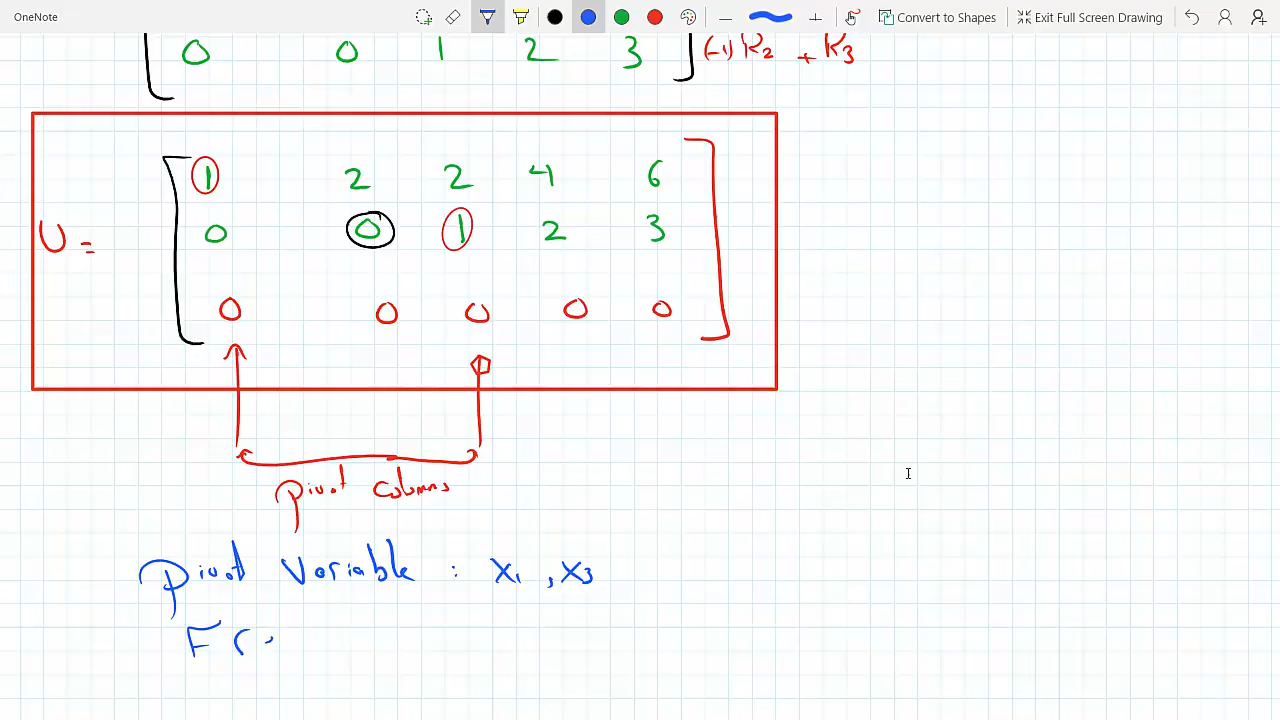 OneNote
Convert to Shapes
Exit Full Screen Drawing
0 0 1 2 3 (-1)R2 + R3
1 2 2 4 6
U = 0 0 1 2 3
0 0 0 0 0
Pivot Columns
Pivot Variable : x1 , x3
Fr